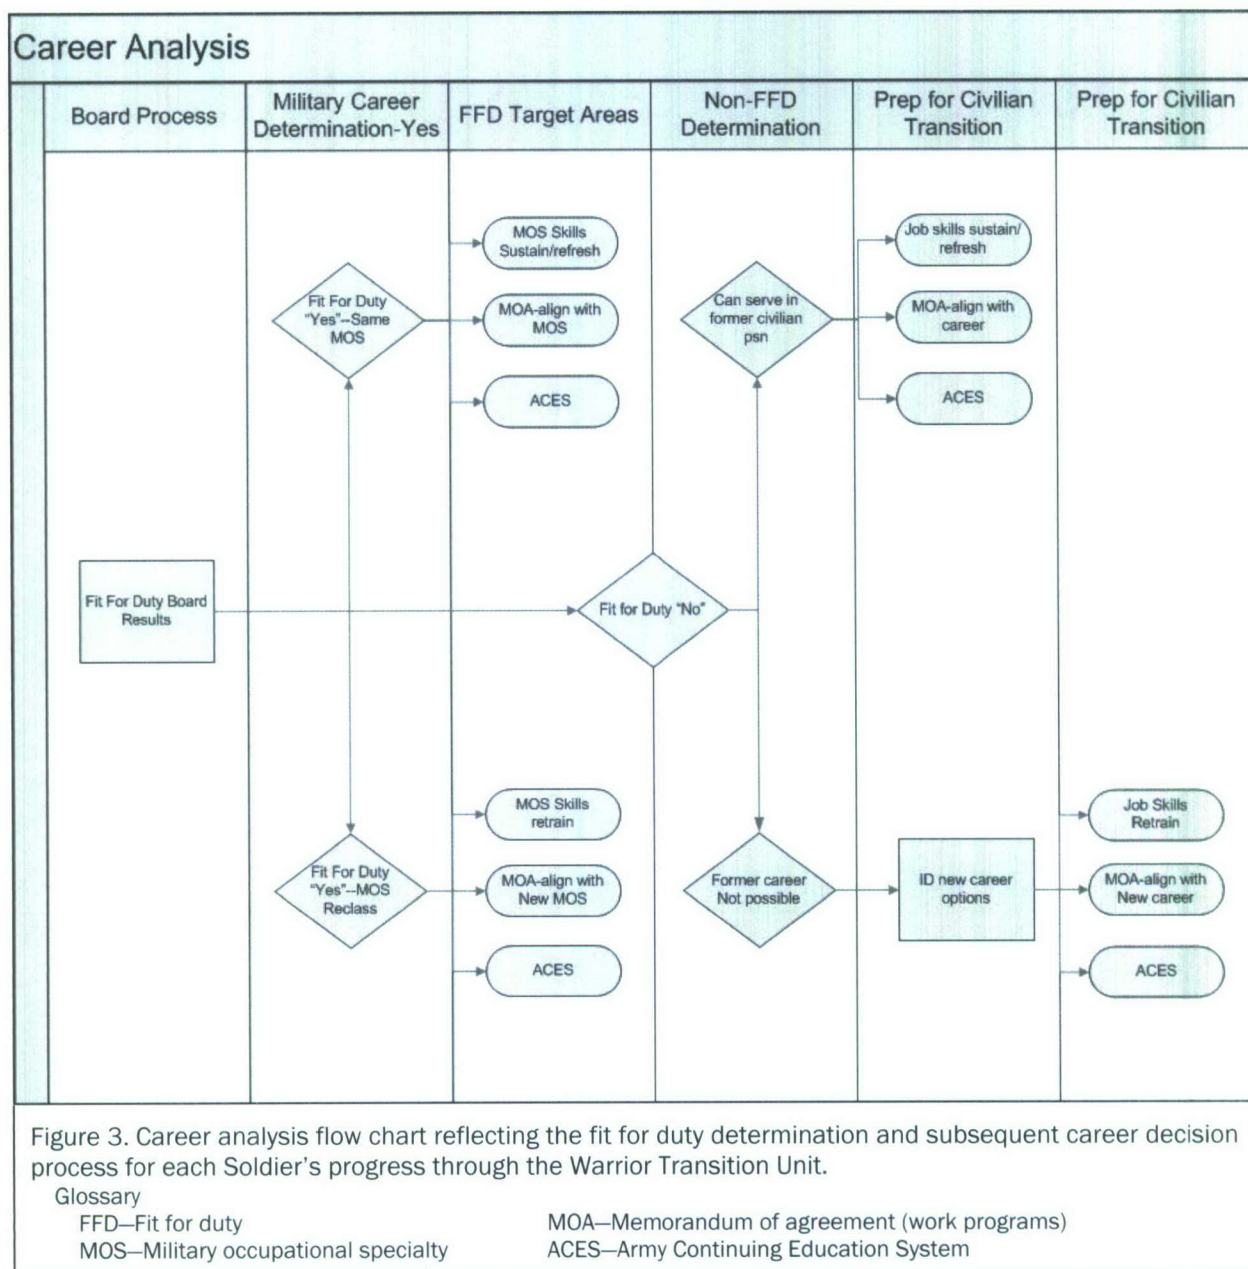 Career Analysis
Board Process
Military Career
Determination-Yes
FFD Target Areas
Non-FFD
Determination
Prep for Civilian
Transition
Prep for Civilian
Transition
MOS Skills
Sustain/refresh
Fit For Duty
"Yes"--Same
MOS
MOA-align with
MOS
ACES
Can serve in
former civilian
psn
Job skills sustain/
refresh
MOA-align with
career
ACES
Fit For Duty Board
Results
Fit for Duty "No"
MOS Skills
retrain
Fit For Duty
"Yes"--MOS
Reclass
MOA-align with
New MOS
ACES
Former career
Not possible
ID new career
options
Job Skills
Retrain
MOA-align with
New career
ACES
Figure 3. Career analysis flow chart reflecting the fit for duty determination and subsequent career decision
process for each Soldier's progress through the Warrior Transition Unit.
Glossary
FFD—Fit for duty
MOA—Memorandum of agreement (work programs)
MOS—Military occupational specialty
ACES—Army Continuing Education System